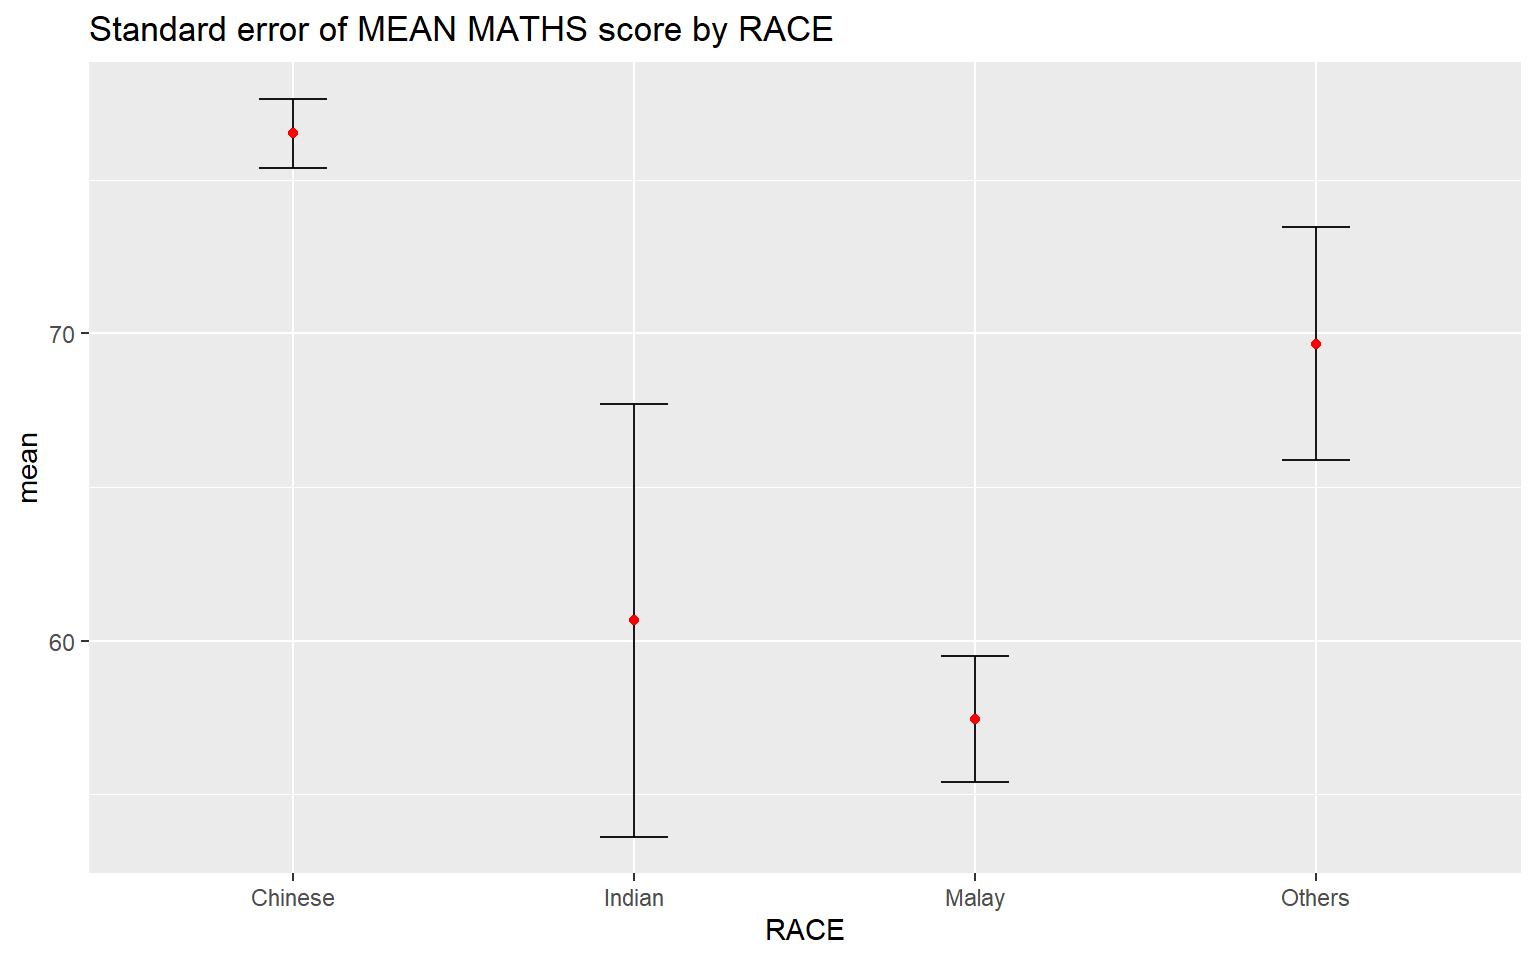 Standard error of MEAN MATHS score by RACE
70
60
mean
Chinese Indian Malay Others
RACE